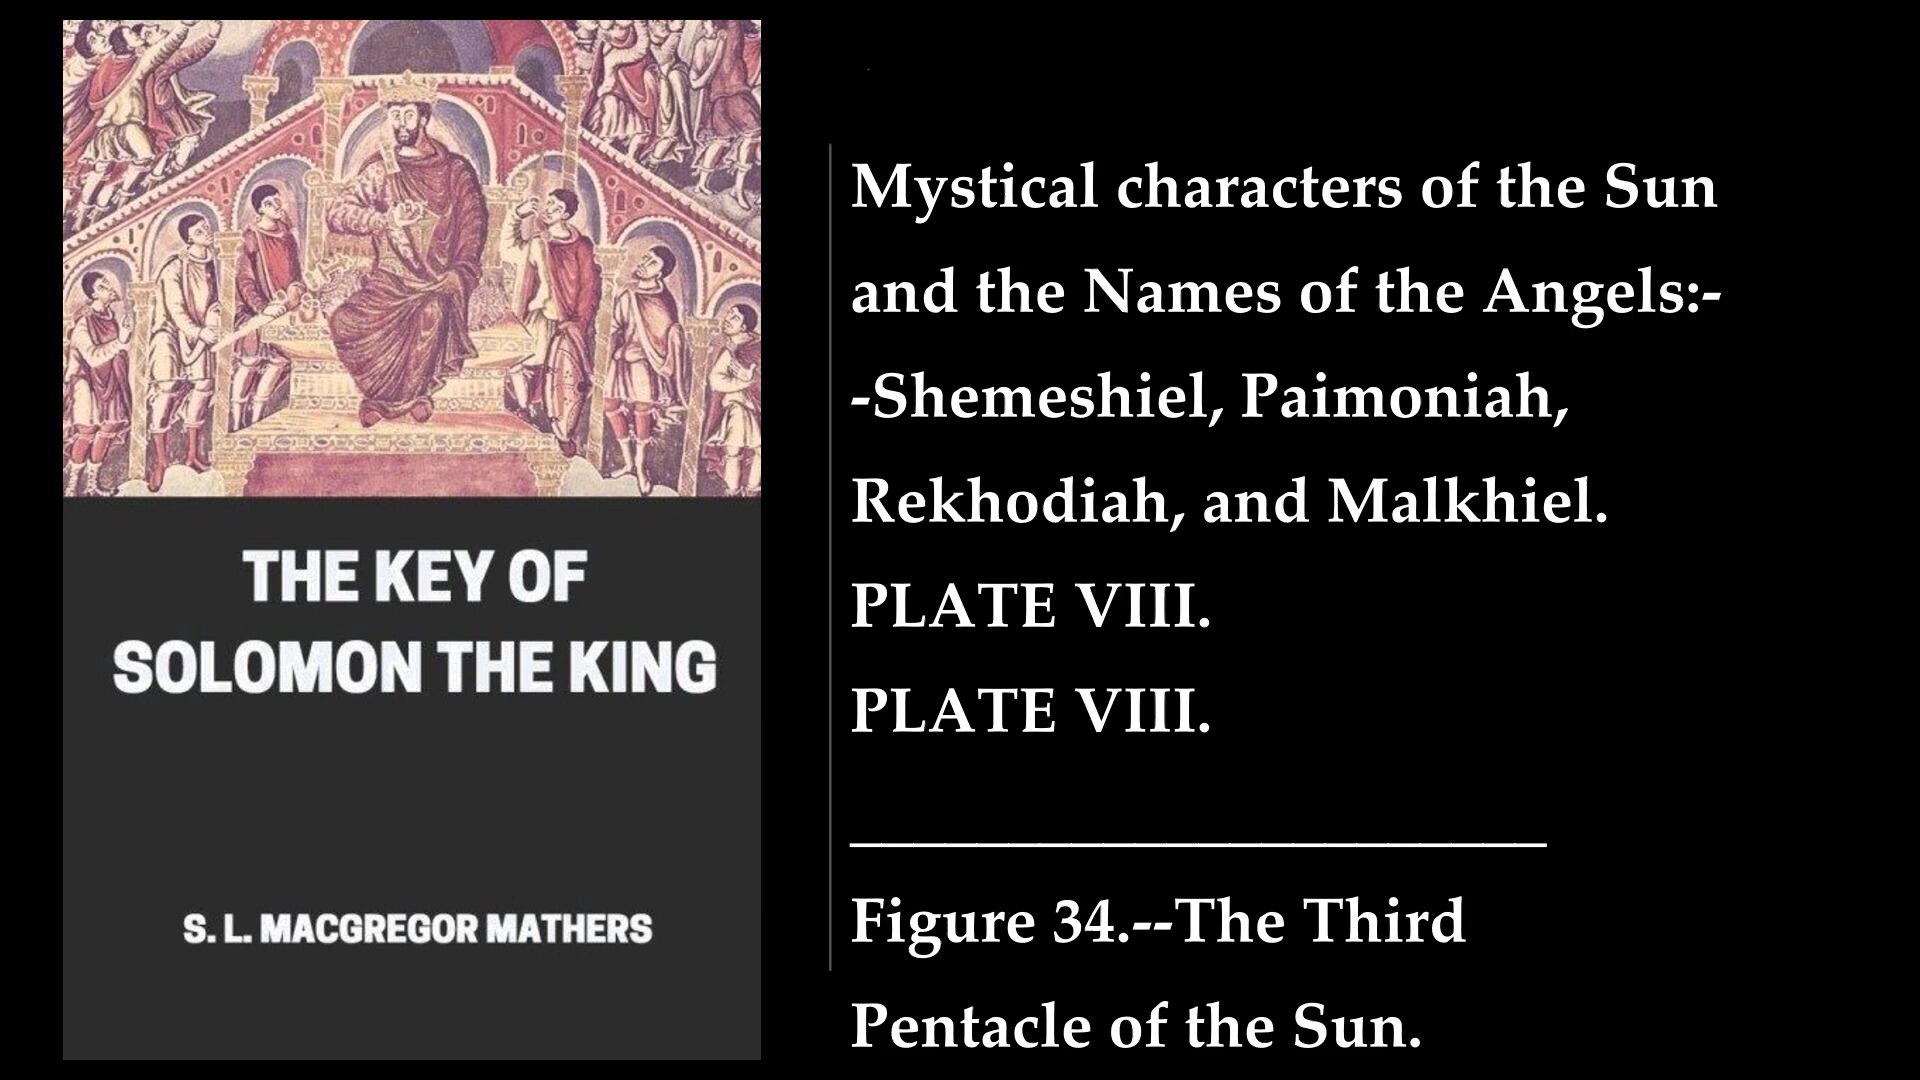 THE KEY OF
SOLOMON THE KING
S. L. MACGREGOR MATHERS
Mystical characters of the Sun
and the Names of the Angels:-
-Shemeshiel, Paimoniah,
Rekhodiah, and Malkhiel.
PLATE VIII.
PLATE VIII.
______________________
Figure 34.--The Third
Pentacle of the Sun.